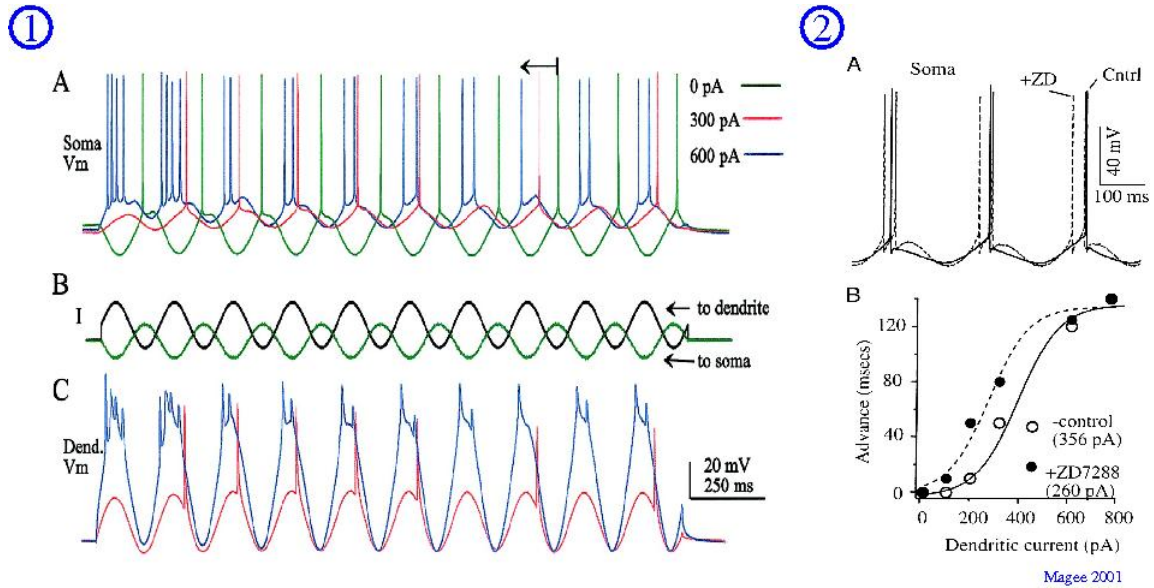 1
A
Soma
Vm
0 pA
300 pA
600 pA
B
I
to dendrite
to soma
C
Dend.
Vm
20 mV
250 ms
2
A
Soma
+ZD
Cntrl
40 mV
100 ms
B
Advance (msecs)
120
80
40
0
-control
(356 pA)
+ZD7288
(260 pA)
0 200 400 600 800
Dendritic current (pA)
Magee 2001